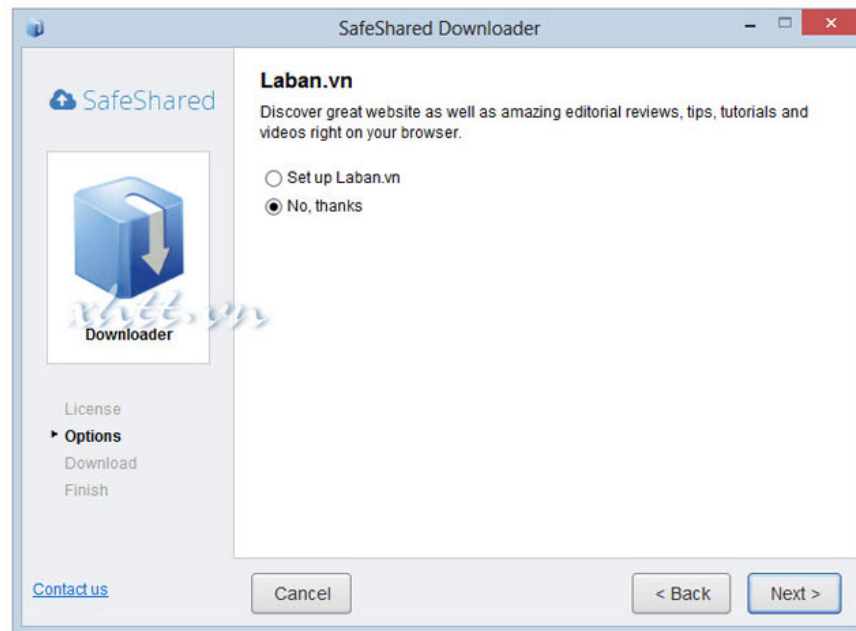 SafeShared Downloader
SafeShared
Downloader
xhtt.vn
License
Options
Download
Finish
Contact us
Laban.vn
Discover great website as well as amazing editorial reviews, tips, tutorials and
videos right on your browser.
Set up Laban.vn
No, thanks
Cancel
< Back
Next >